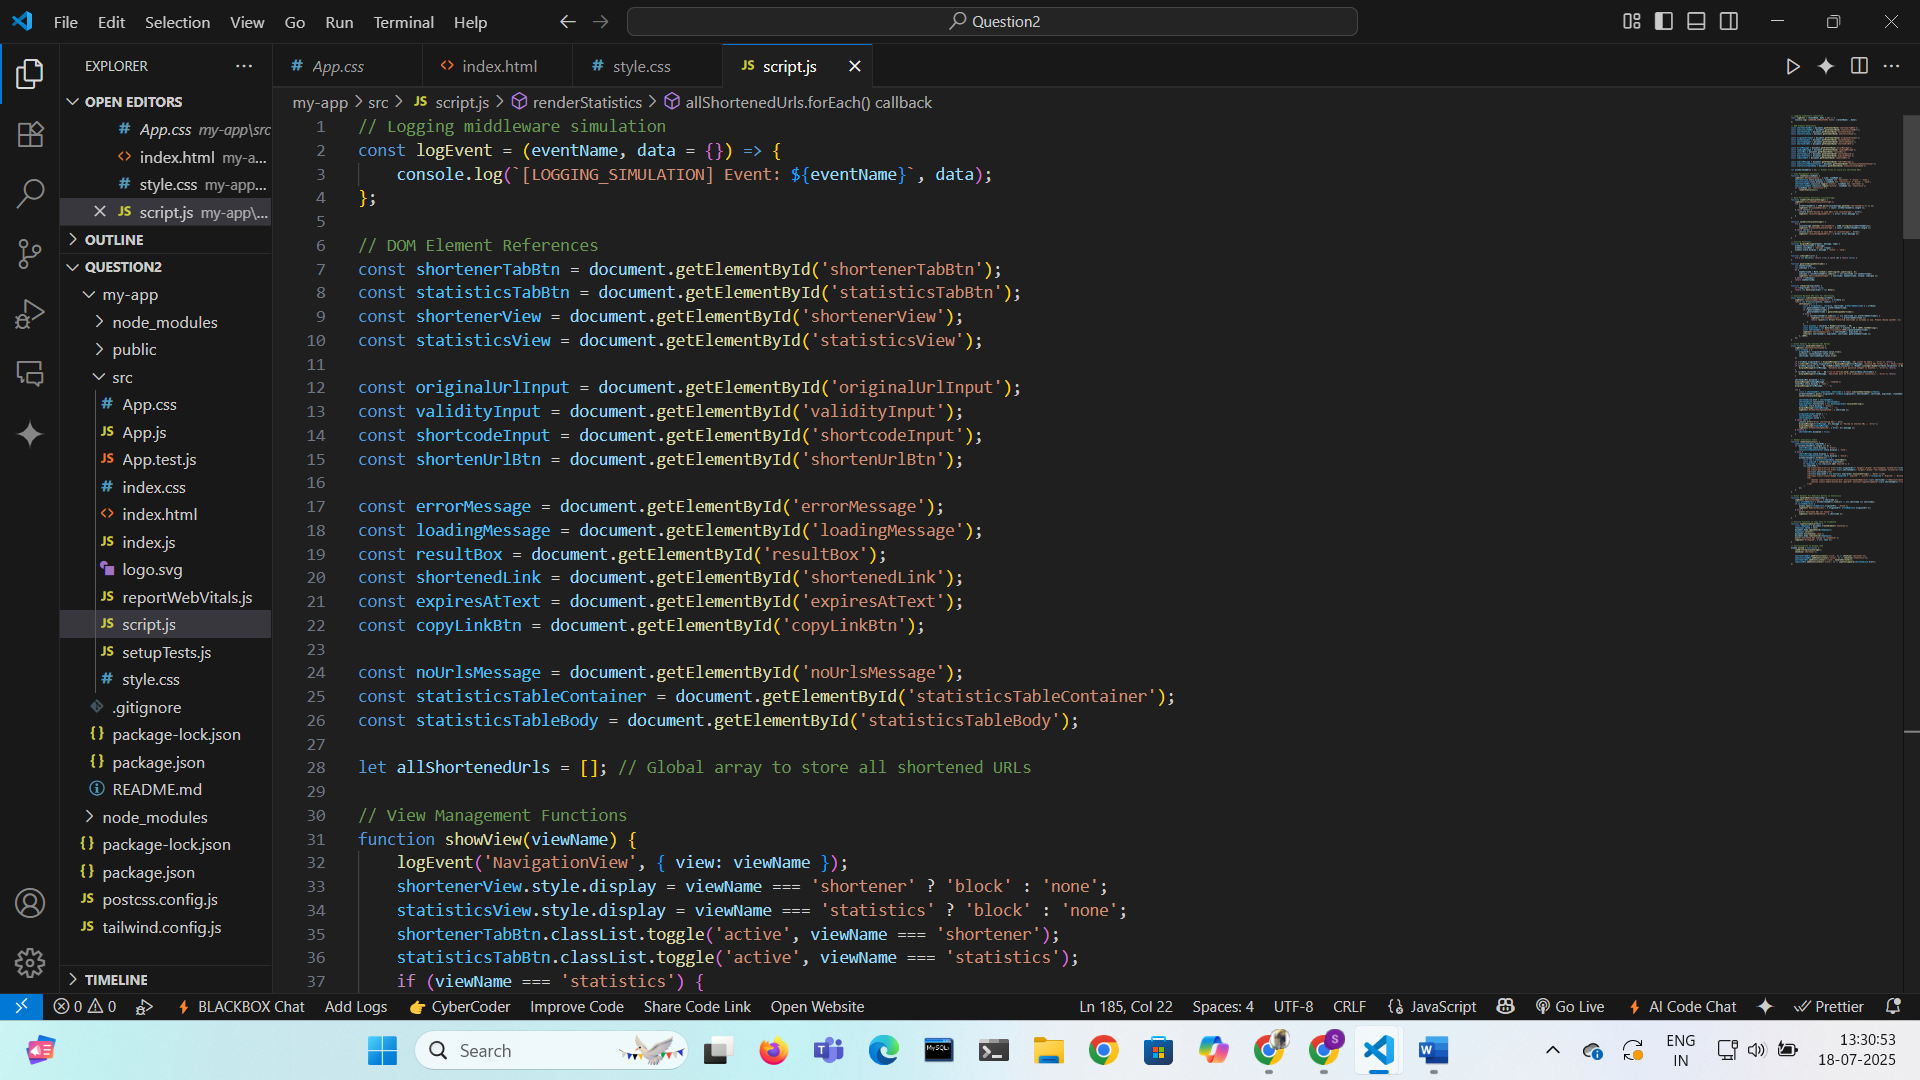 File Edit Selection View Go Run Terminal Help
Question2
EXPLORER
App.css
index.html
style.css
JS script.js
OPEN EDITORS
# App.css my-app\src
<> index.html my-a...
# style.css my-app...
JS script.js my-app\...
OUTLINE
QUESTION2
my-app
node_modules
public
src
# App.css
JS App.js
JS App.test.js
# index.css
<> index.html
JS index.js
logo.svg
JS reportWebVitals.js
JS script.js
JS setupTests.js
# style.css
.gitignore
{} package-lock.json
{} package.json
README.md
node_modules
{} package-lock.json
{} package.json
JS postcss.config.js
JS tailwind.config.js
TIMELINE
my-app > src > JS script.js > renderStatistics > allShortenedUrls.forEach() callback
1 // Logging middleware simulation
2 const logEvent = (eventName, data = {}) => {
3 console.log(`[LOGGING_SIMULATION] Event: ${eventName}`, data);
4 };
5
6 // DOM Element References
7 const shortenerTabBtn = document.getElementById('shortenerTabBtn');
8 const statisticsTabBtn = document.getElementById('statisticsTabBtn');
9 const shortenerView = document.getElementById('shortenerView');
10 const statisticsView = document.getElementById('statisticsView');
11
12 const originalUrlInput = document.getElementById('originalUrlInput');
13 const validityInput = document.getElementById('validityInput');
14 const shortcodeInput = document.getElementById('shortcodeInput');
15 const shortenUrlBtn = document.getElementById('shortenUrlBtn');
16
17 const errorMessage = document.getElementById('errorMessage');
18 const loadingMessage = document.getElementById('loadingMessage');
19 const resultBox = document.getElementById('resultBox');
20 const shortenedLink = document.getElementById('shortenedLink');
21 const expiresAtText = document.getElementById('expiresAtText');
22 const copyLinkBtn = document.getElementById('copyLinkBtn');
23
24 const noUrlsMessage = document.getElementById('noUrlsMessage');
25 const statisticsTableContainer = document.getElementById('statisticsTableContainer');
26 const statisticsTableBody = document.getElementById('statisticsTableBody');
27
28 let allShortenedUrls = []; // Global array to store all shortened URLs
29
30 // View Management Functions
31 function showView(viewName) {
32 logEvent('NavigationView', { view: viewName });
33 shortenerView.style.display = viewName === 'shortener' ? 'block' : 'none';
34 statisticsView.style.display = viewName === 'statistics' ? 'block' : 'none';
35 shortenerTabBtn.classList.toggle('active', viewName === 'shortener');
36 statisticsTabBtn.classList.toggle('active', viewName === 'statistics');
37 if (viewName === 'statistics') {
0 0 BLACKBOX Chat Add Logs CyberCoder Improve Code Share Code Link Open Website Ln 185, Col 22 Spaces: 4 UTF-8 CRLF {} JavaScript Go Live AI Code Chat Prettier
Search
MySQL
S
W
ENG
IN
13:30:53
18-07-2025